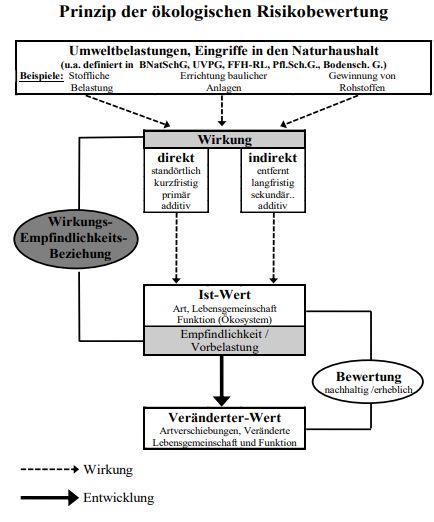 Prinzip der ökologischen Risikobewertung
Umweltbelastungen, Eingriffe in den Naturhaushalt
(u.a. definiert in BNatSchG, UVPG, FFH-RL, Pfl.Sch.G., Bodensch. G.)
Beispiele: Stoffliche Errichtung baulicher Gewinnung von
Belastung Anlagen Rohstoffen
Wirkung
direkt indirekt
standörtlich entfernt
kurzfristig langfristig
primär sekundär..
additiv additiv
Wirkungs-
Empfindlichkeits-
Beziehung
Ist-Wert
Art, Lebensgemeinschaft
Funktion (Ökosystem)
Empfindlichkeit /
Vorbelastung
Bewertung
nachhaltig /erheblich
Veränderter-Wert
Artverschiebungen, Veränderte
Lebensgemeinschaft und Funktion
Wirkung
Entwicklung